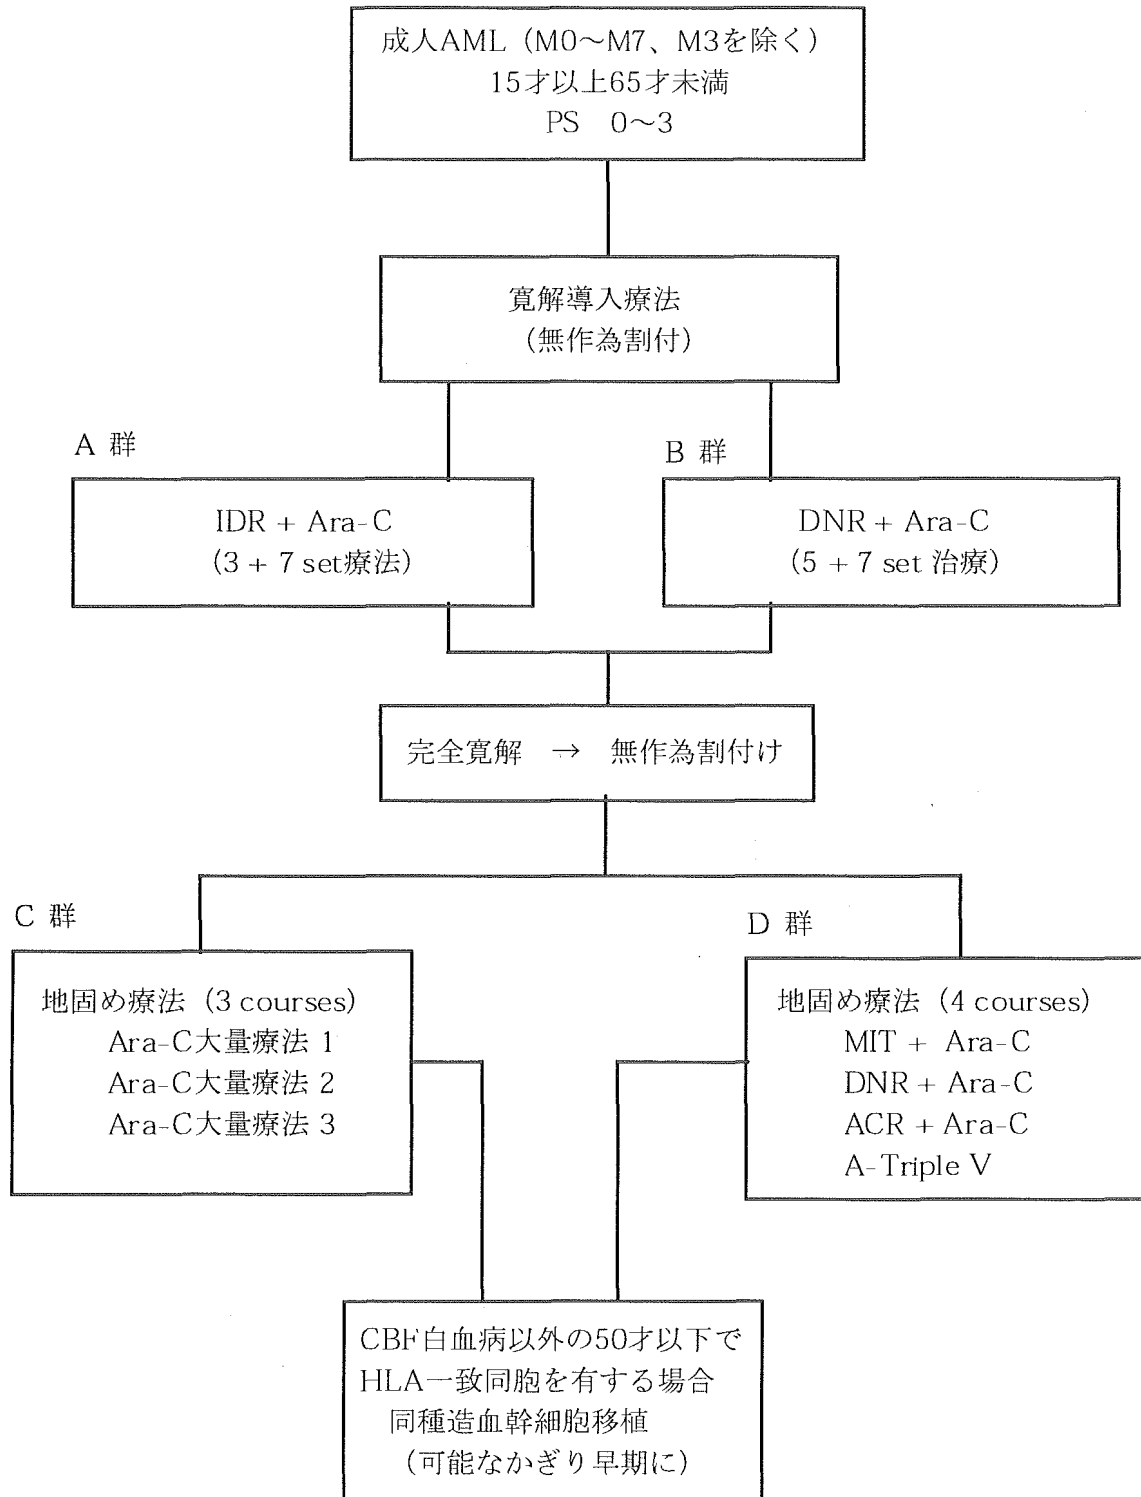 成人AML（M0～M7、M3を除く）
15才以上65才未満
PS 0～3
寛解導入療法
（無作為割付）
A 群
B 群
IDR + Ara-C
（3 + 7 set療法）
DNR + Ara-C
（5 + 7 set 治療）
完全寛解 → 無作為割付け
C 群
D 群
地固め療法（3 courses）
Ara-C大量療法 1
Ara-C大量療法 2
Ara-C大量療法 3
地固め療法（4 courses）
MIT + Ara-C
DNR + Ara-C
ACR + Ara-C
A-Triple V
CBF白血病以外の50才以下で
HLA一致同胞を有する場合
同種造血幹細胞移植
（可能なかぎり早期に）